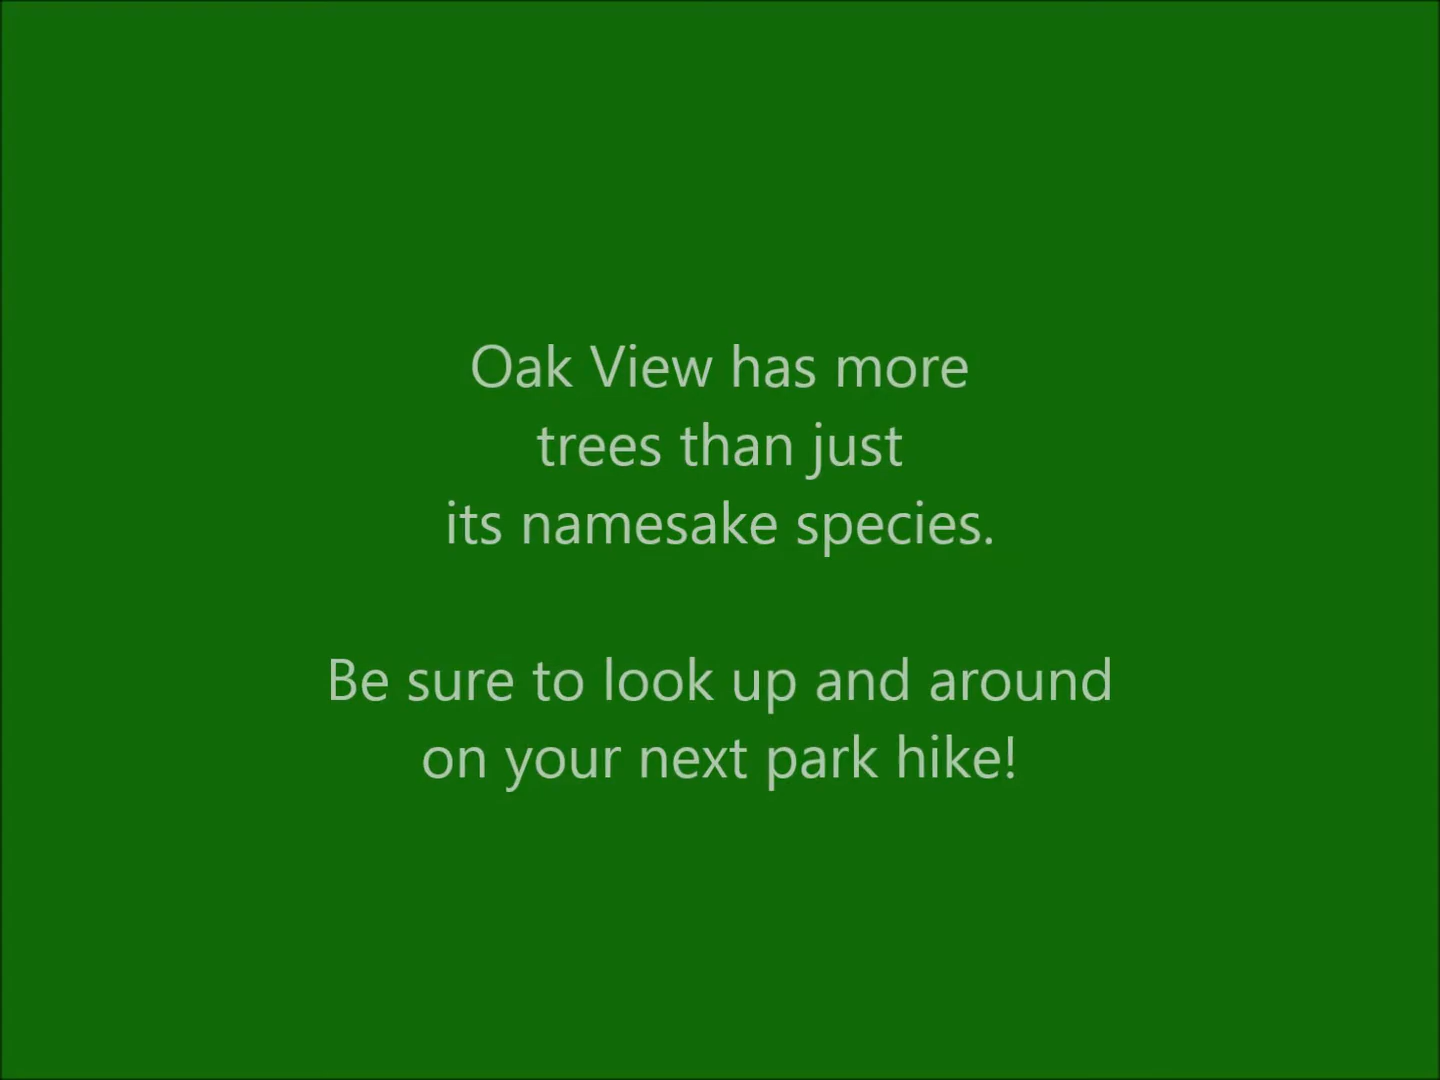 Oak View has more
trees than just
its namesake species.
Be sure to look up and around
on your next park hike!